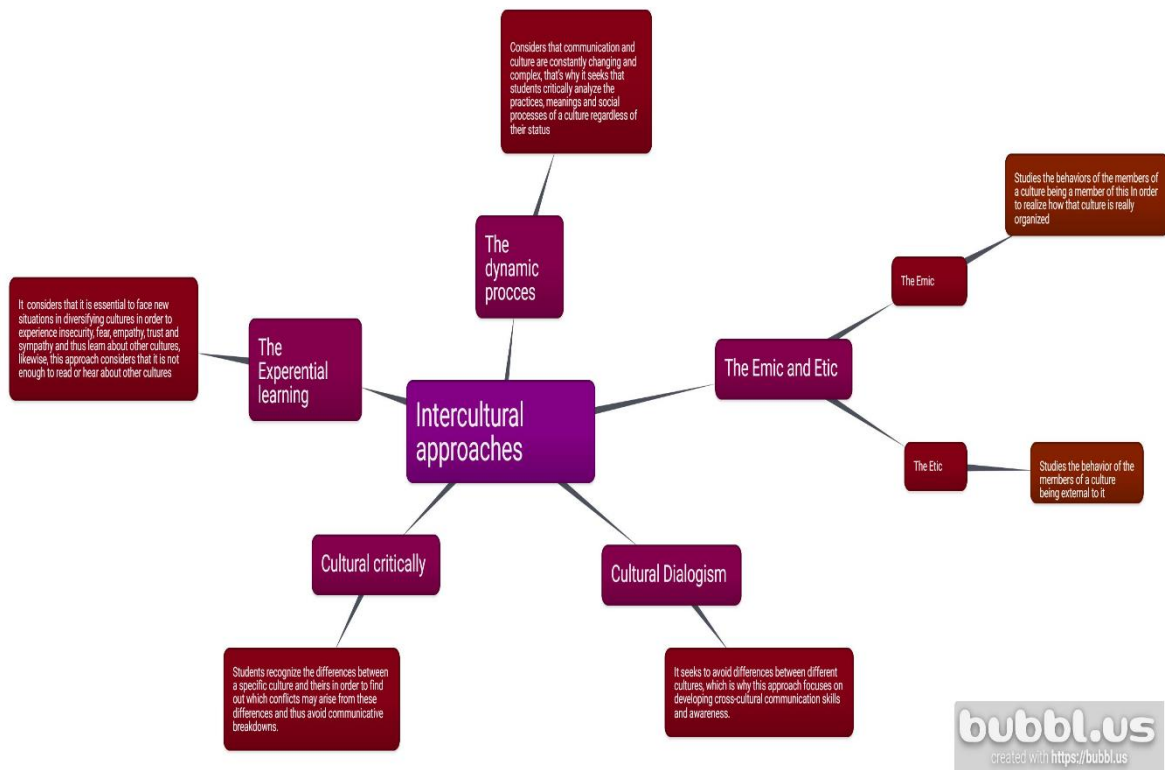 Considers that communication and
culture are constantly changing and
complex, that's why it seeks that
students critically analyze the
practices, meanings and social
processes of a culture regardless of
their status
The
dynamic
procces
Studies the behaviors of the members of
a culture being a member of this In order
to realize how that culture is really
organized
The Emic
The Emic and Etic
The Etic
Studies the behavior of the
members of a culture
being external to it
It considers that it is essential to face new
situations in diversifying cultures in order to
experience insecurity, fear, empathy, trust and
sympathy and thus learn about other cultures,
likewise, this approach considers that it is not
enough to read or hear about other cultures
The
Experential
learning
Intercultural
approaches
Cultural critically
Students recognize the differences between
a specific culture and theirs in order to find
out which conflicts may arise from these
differences and thus avoid communicative
breakdowns.
Cultural Dialogism
It seeks to avoid differences between different
cultures, which is why this approach focuses on
developing cross-cultural communication skills
and awareness.
bubbl.us
created with https://bubbl.us